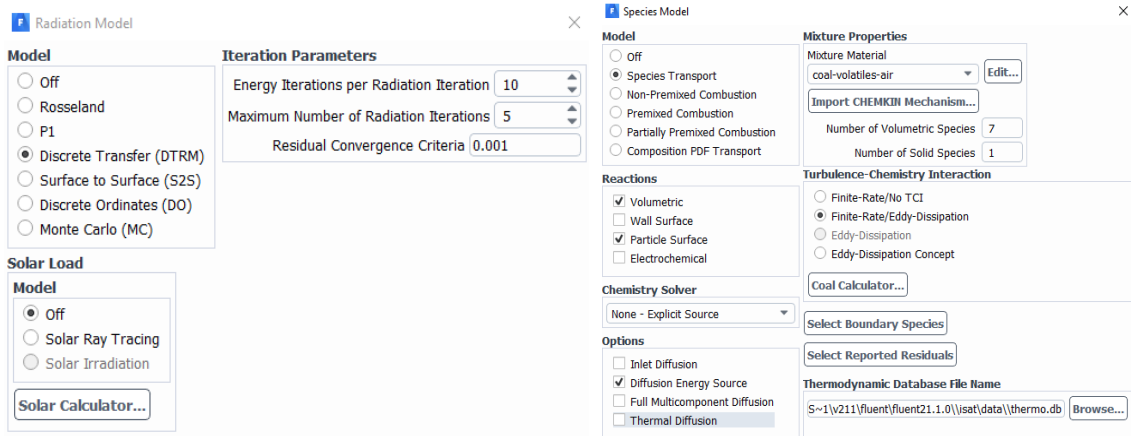 Radiation Model
Model
Off
Rosseland
P1
Discrete Transfer (DTRM)
Surface to Surface (S2S)
Discrete Ordinates (DO)
Monte Carlo (MC)
Iteration Parameters
Energy Iterations per Radiation Iteration 10
Maximum Number of Radiation Iterations 5
Residual Convergence Criteria 0.001
Solar Load
Model
Off
Solar Ray Tracing
Solar Irradiation
Solar Calculator...
Species Model
Model
Off
Species Transport
Non-Premixed Combustion
Premixed Combustion
Partially Premixed Combustion
Composition PDF Transport
Reactions
Volumetric
Wall Surface
Particle Surface
Electrochemical
Chemistry Solver
None - Explicit Source
Options
Inlet Diffusion
Diffusion Energy Source
Full Multicomponent Diffusion
Thermal Diffusion
Mixture Properties
Mixture Material
coal-volatiles-air Edit...
Import CHEMKIN Mechanism...
Number of Volumetric Species 7
Number of Solid Species 1
Turbulence-Chemistry Interaction
Finite-Rate/No TCI
Finite-Rate/Eddy-Dissipation
Eddy-Dissipation
Eddy-Dissipation Concept
Coal Calculator...
Select Boundary Species
Select Reported Residuals
Thermodynamic Database File Name
S~1\v211\fluent\fluent21.1.0\\isat\data\\thermo.db Browse...